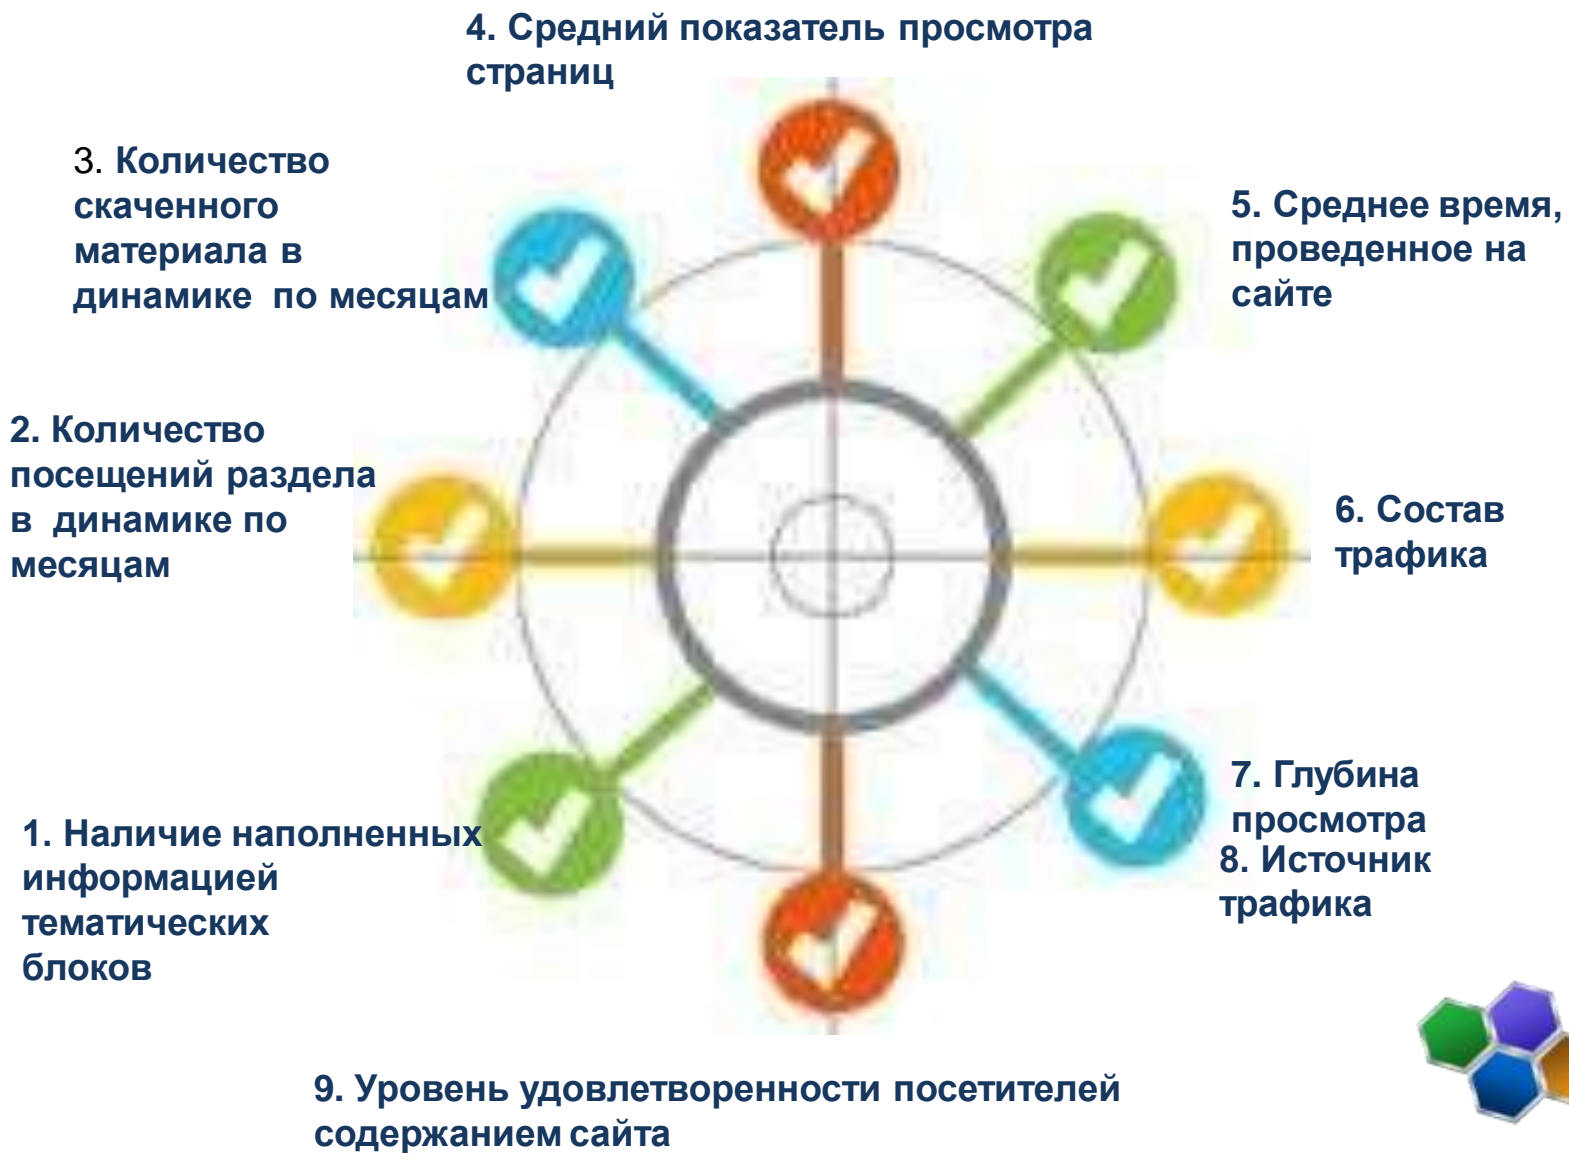 4. Средний показатель просмотра
страниц
3. Количество
скаченного
материала в
динамике по месяцам
5. Среднее время,
проведенное на
сайте
2. Количество
посещений раздела
в динамике по
месяцам
6. Состав
трафика
7. Глубина
просмотра
8. Источник
трафика
1. Наличие наполненных
информацией
тематических
блоков
9. Уровень удовлетворенности посетителей
содержанием сайта